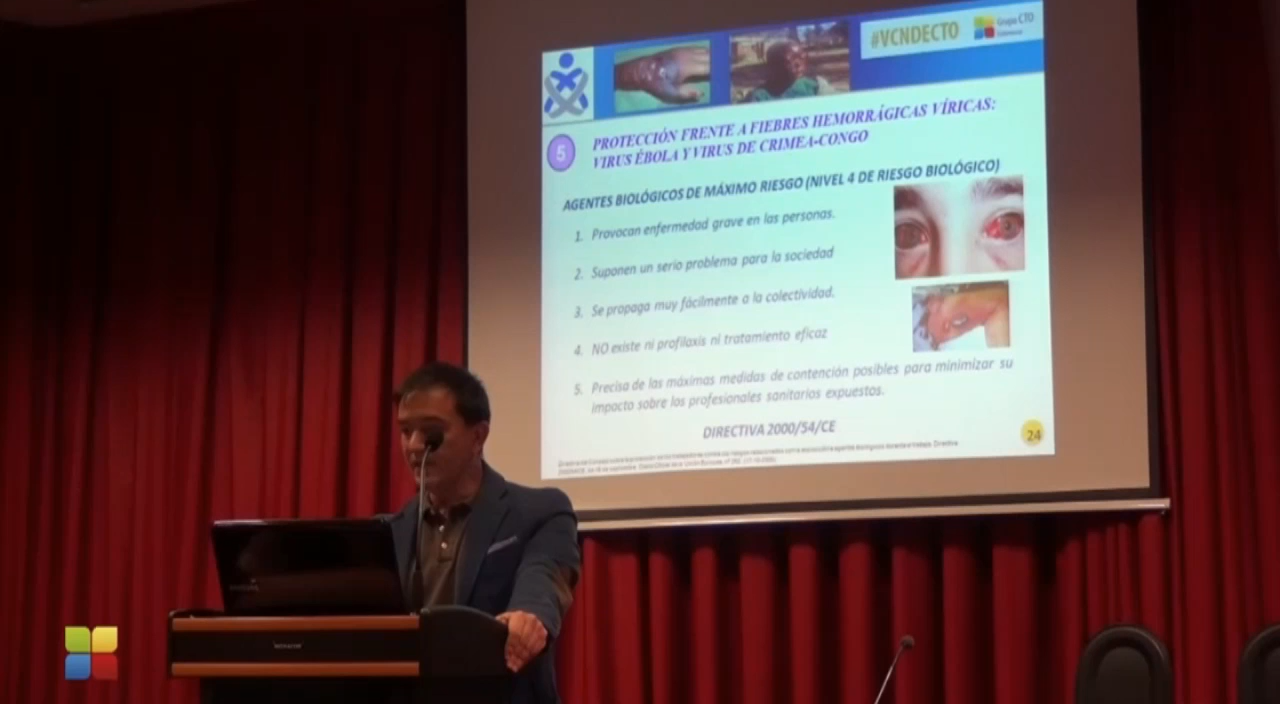 #VCNDECTO
Grupo CTO
5
PROTECCIÓN FRENTE A FIEBRES HEMORRÁGICAS VÍRICAS:
VIRUS ÉBOLA Y VIRUS DE CRIMEA-CONGO
AGENTES BIOLÓGICOS DE MÁXIMO RIESGO (NIVEL 4 DE RIESGO BIOLÓGICO)
1. Provocan enfermedad grave en las personas.
2. Suponen un serio problema para la sociedad
3. Se propaga muy fácilmente a la colectividad.
4. NO existe ni profilaxis ni tratamiento eficaz
5. Precisa de las máximas medidas de contención posibles para minimizar su
impacto sobre los profesionales sanitarios expuestos.
DIRECTIVA 2000/54/CE
24